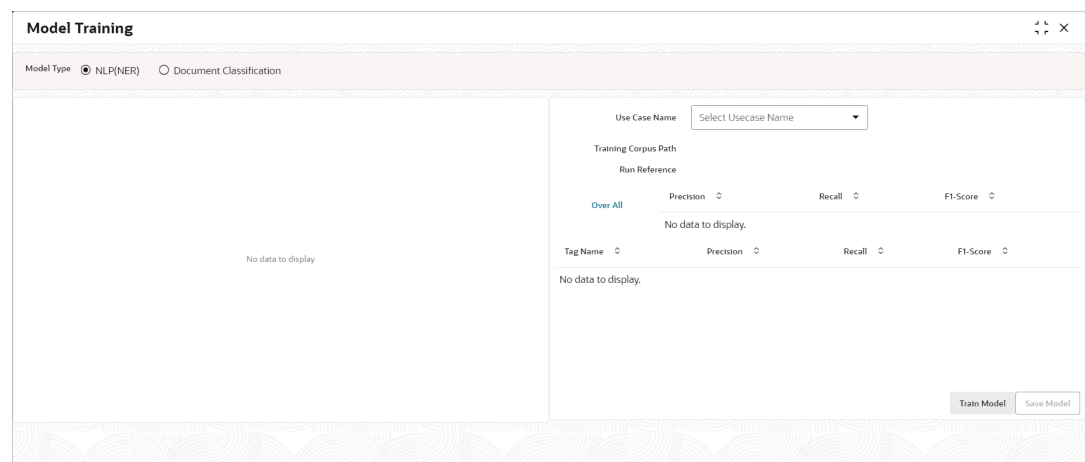 Model Training
Model Type NLP(NER) Document Classification
Use Case Name Select Usecase Name
Training Corpus Path
Run Reference
Over All
Precision Recall F1-Score
No data to display.
Tag Name Precision Recall F1-Score
No data to display.
No data to display
Train Model Save Model